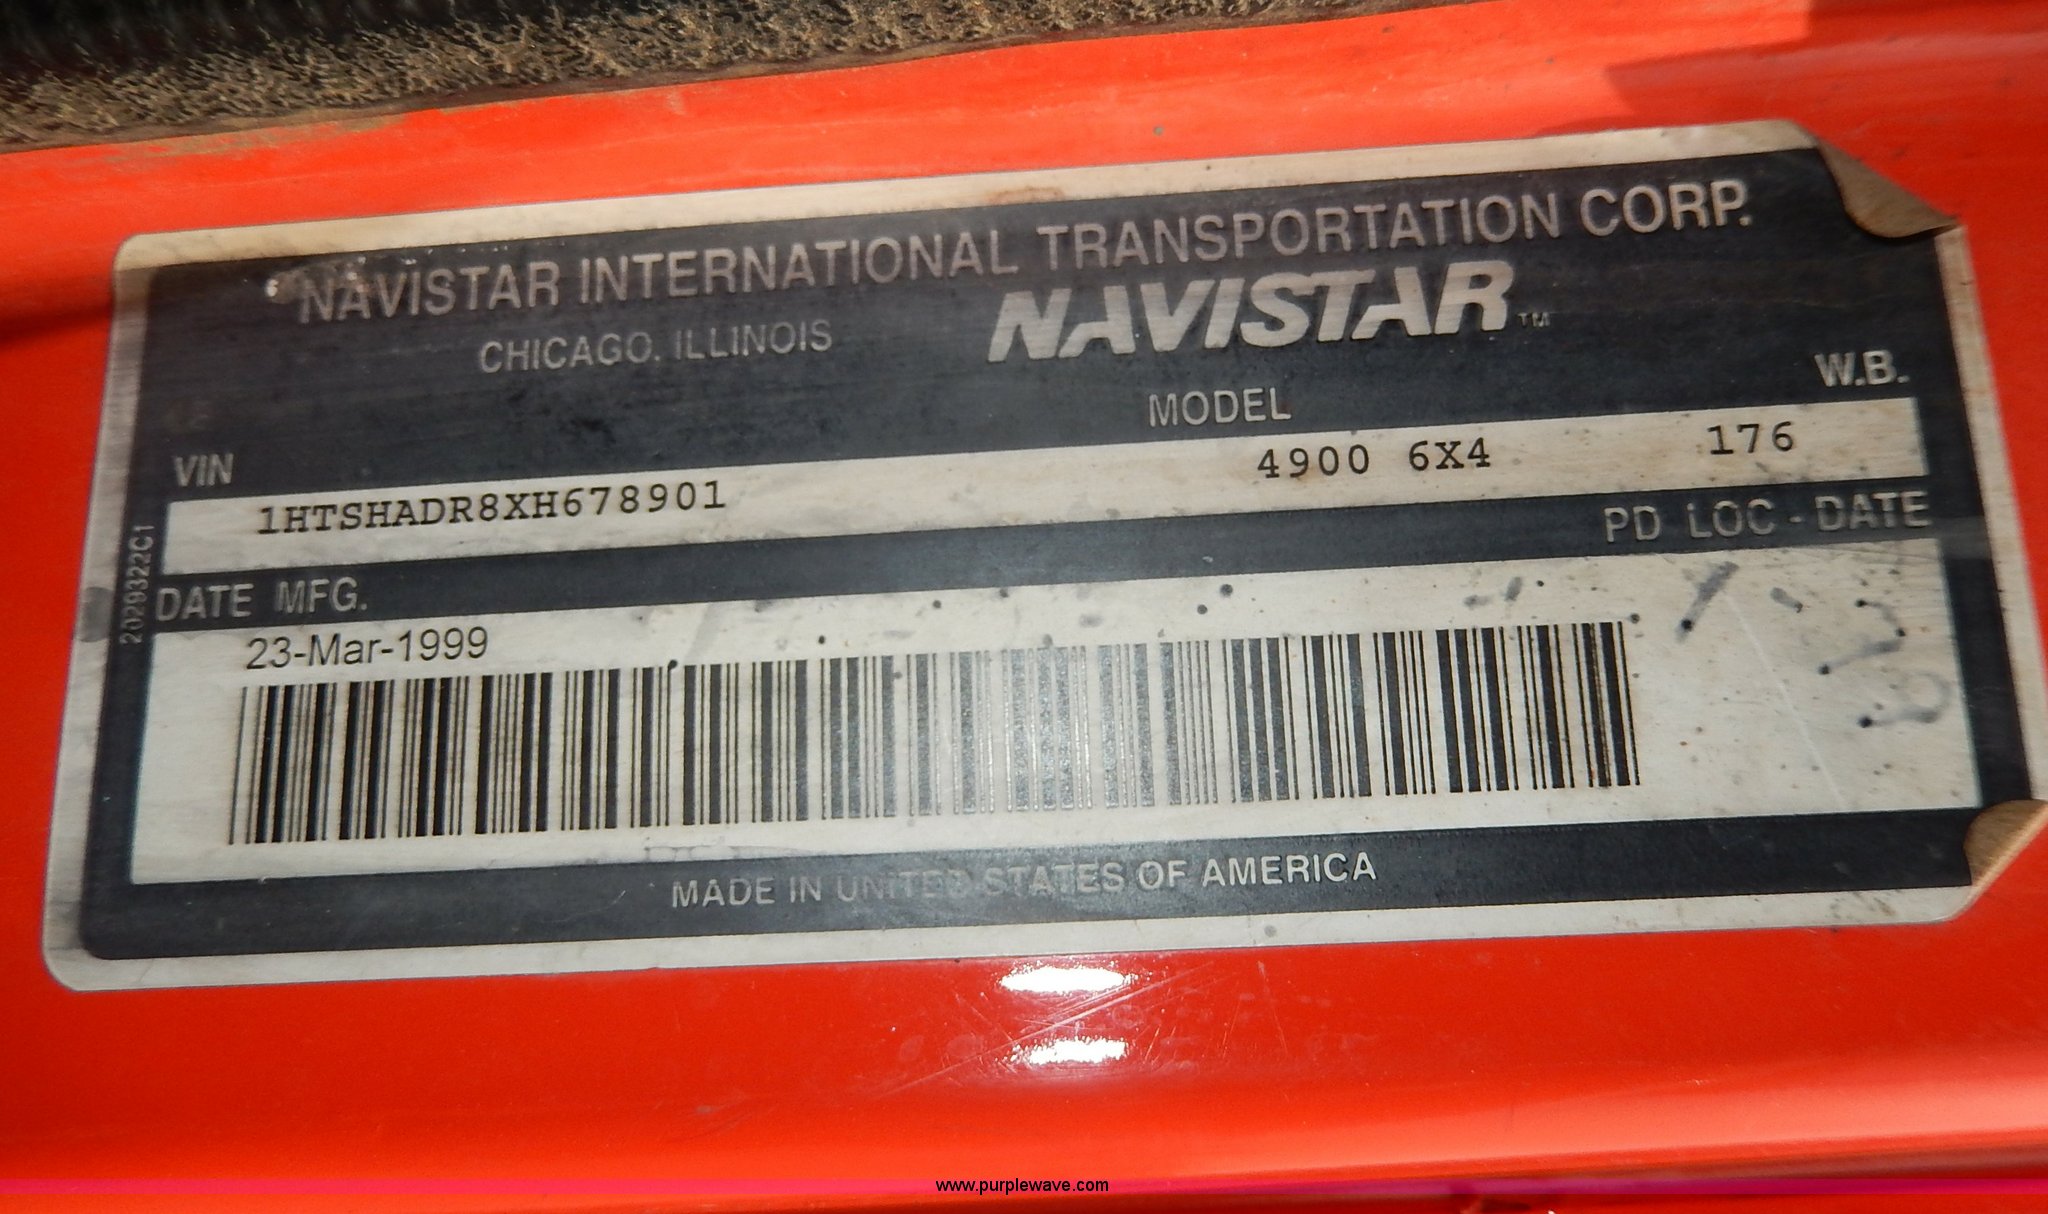 NAVISTAR INTERNATIONAL TRANSPORTATION CORP.
CHICAGO, ILLINOIS
NAVISTAR™
VIN MODEL W.B.
1HTSHADR8XH678901 4900 6X4 176
DATE MFG. PD LOC - DATE
23-Mar-1999
2029322C1
MADE IN UNITED STATES OF AMERICA
www.purplewave.com